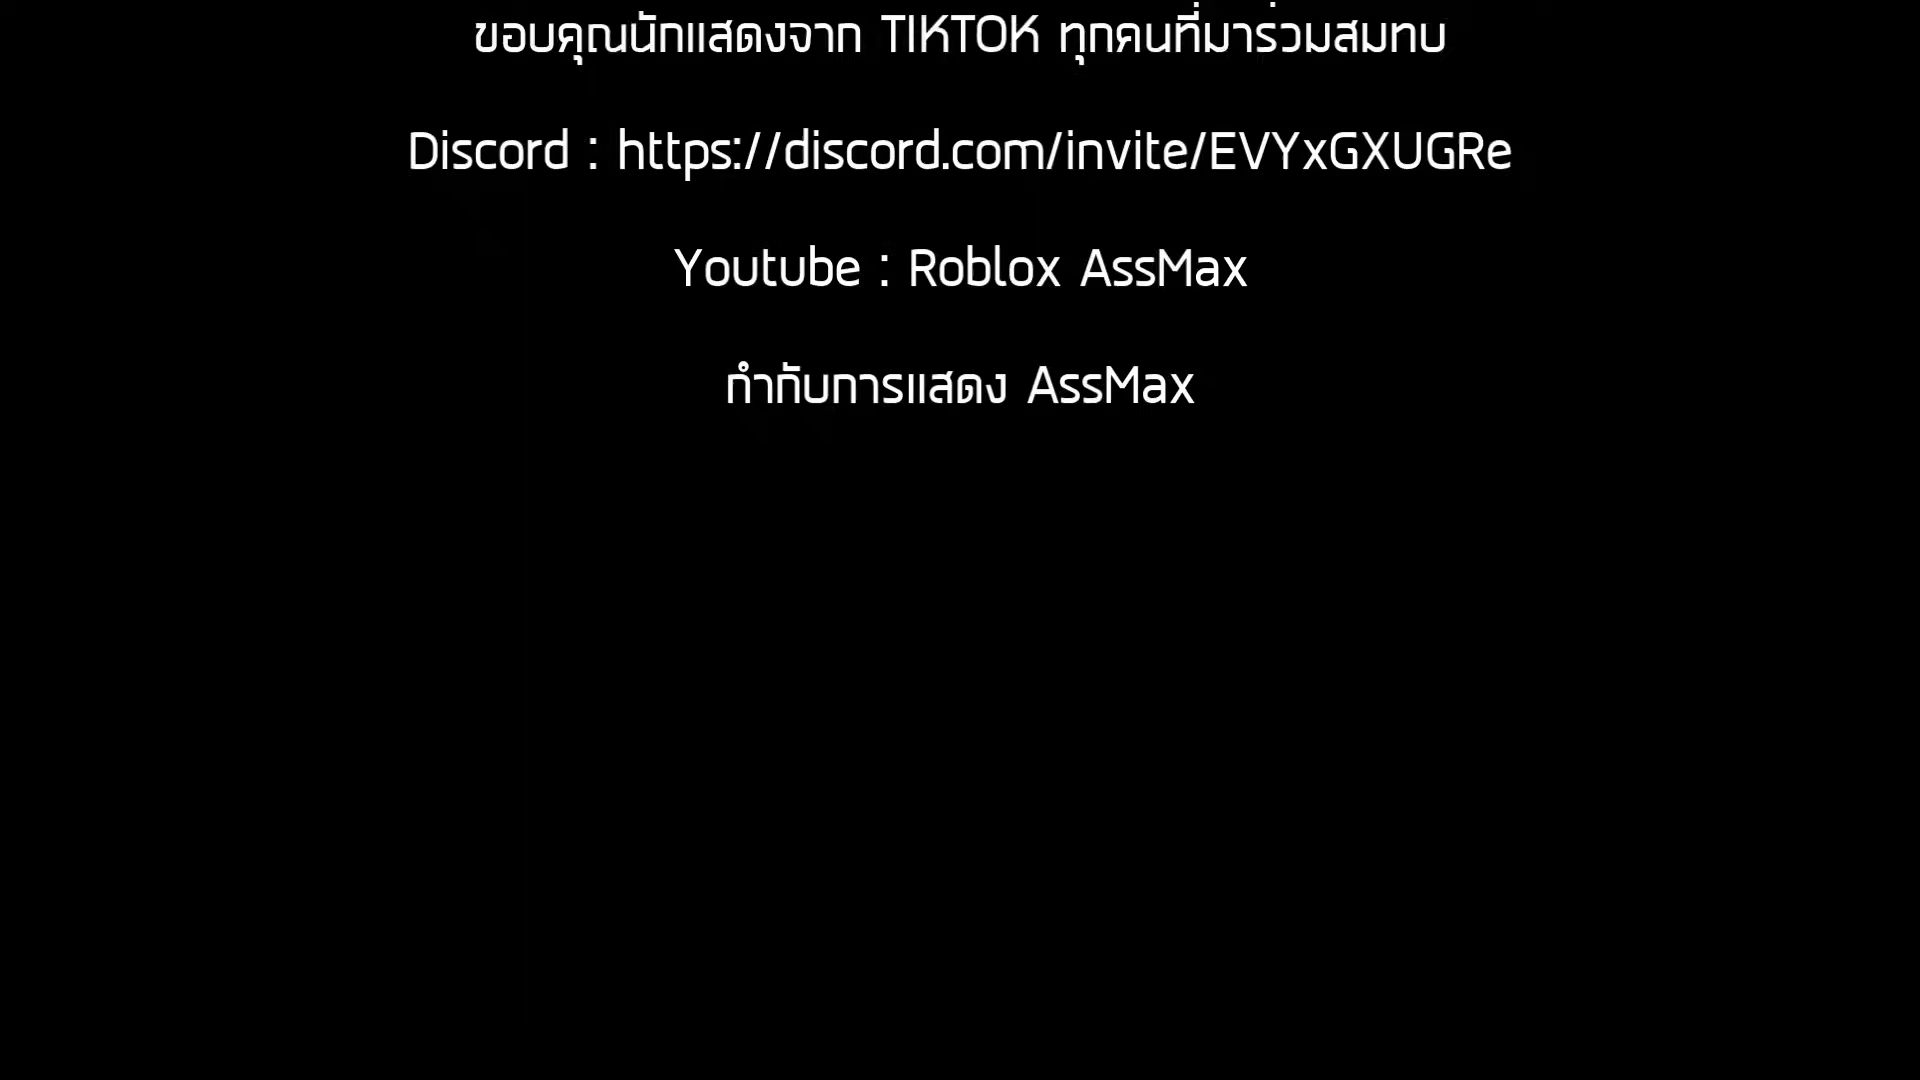 ขอบคุณนักแสดงจาก TIKTOK ทุกคนที่มาร่วมสมทบ
Discord : https://discord.com/invite/EVYxGXUGRe
Youtube : Roblox AssMax
กำกับการแสดง AssMax